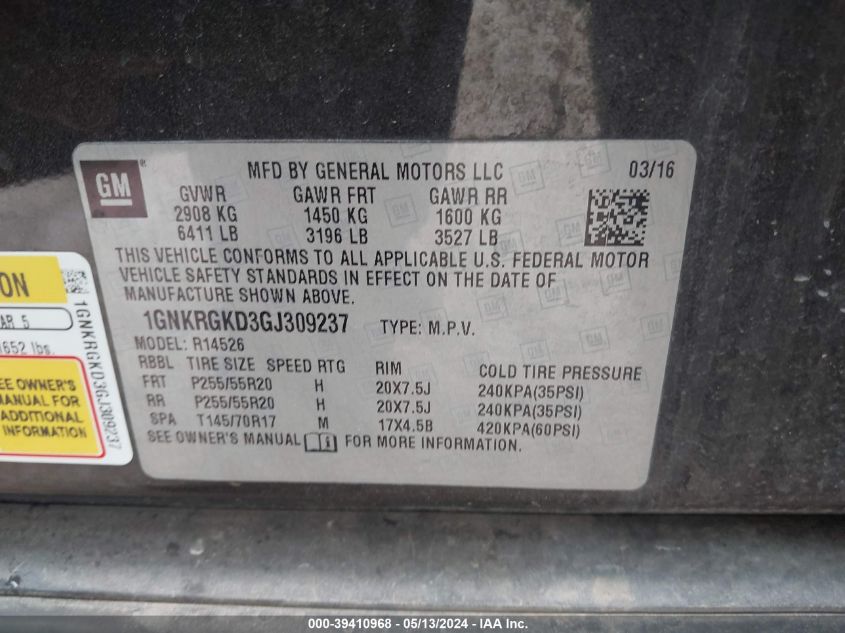 GM ®
MFD BY GENERAL MOTORS LLC 03/16
GVWR GAWR FRT GAWR RR
2908 KG 1450 KG 1600 KG
6411 LB 3196 LB 3527 LB
THIS VEHICLE CONFORMS TO ALL APPLICABLE U.S. FEDERAL MOTOR
VEHICLE SAFETY STANDARDS IN EFFECT ON THE DATE OF
MANUFACTURE SHOWN ABOVE.
1GNKRGKD3GJ309237 TYPE: M.P.V.
MODEL: R14526
RBBL TIRE SIZE SPEED RTG RIM COLD TIRE PRESSURE
FRT P255/55R20 H 20X7.5J 240KPA(35PSI)
RR P255/55R20 H 20X7.5J 240KPA(35PSI)
SPA T145/70R17 M 17X4.5B 420KPA(60PSI)
SEE OWNER'S MANUAL i FOR MORE INFORMATION.
ON
AR 5
652 lbs.
SEE OWNER'S
MANUAL FOR
ADDITIONAL
INFORMATION
1GNKRGKD3GJ309237
000-39410968 - 05/13/2024 - IAA Inc.